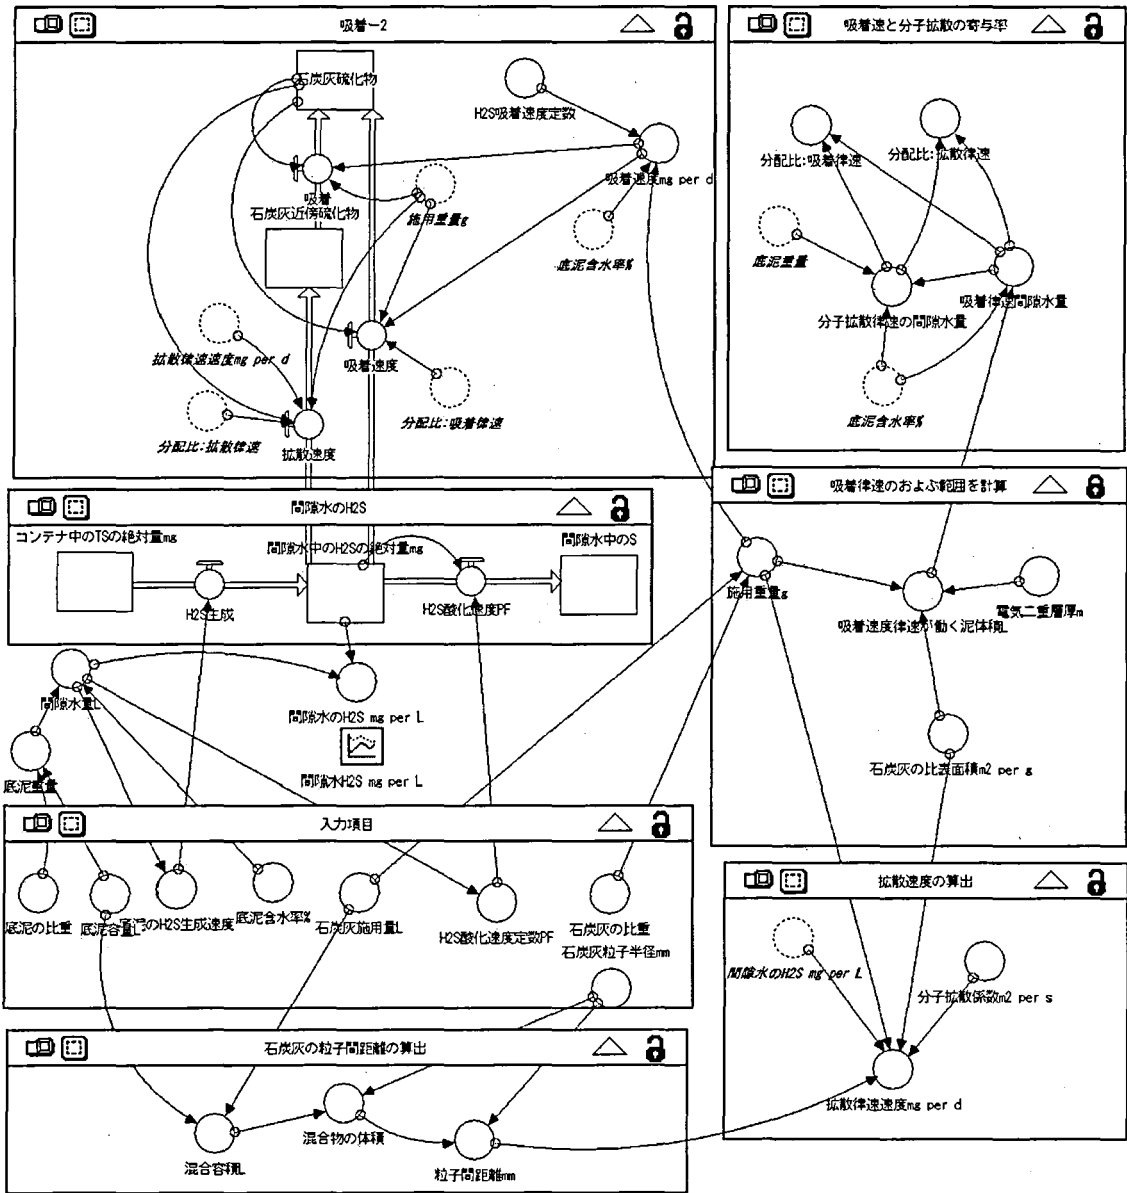 吸着ー2
石炭灰硫化物
H2S吸着速度定数
吸着速度mg per d
吸着
石炭灰近傍硫化物
施用重量g
底泥含水率%
拡散律速速度mg per d
吸着速度
分配比:吸着律速
分配比:拡散律速
拡散速度
吸着速と分子拡散の寄与率
分配比:吸着律速
分配比:拡散律速
底泥重量
吸着律速間隙水量
分子拡散律速の間隙水量
底泥含水率%
間隙水のH2S
コンテナ中のTSの絶対量mg
間隙水中のH2Sの絶対量mg
間隙水中のS
H2S生成
H2S酸化速度PF
間隙水量L
間隙水のH2S mg per L
底泥重量
間隙水H2S mg per L
吸着律速のおよぶ範囲を計算
施用重量g
電気二重層厚m
吸着速度律速が働く泥体積L
石炭灰の比表面積m2 per g
入力項目
底泥の比重
底泥容量L
のH2S生成速度
底泥含水率%
石炭灰施用量L
H2S酸化速度定数PF
石炭灰の比重
石炭灰粒子半径mm
拡散速度の算出
間隙水のH2S mg per L
分子拡散係数m2 per s
拡散律速速度mg per d
石炭灰の粒子間距離の算出
混合容積L
混合物の体積
粒子間距離mm